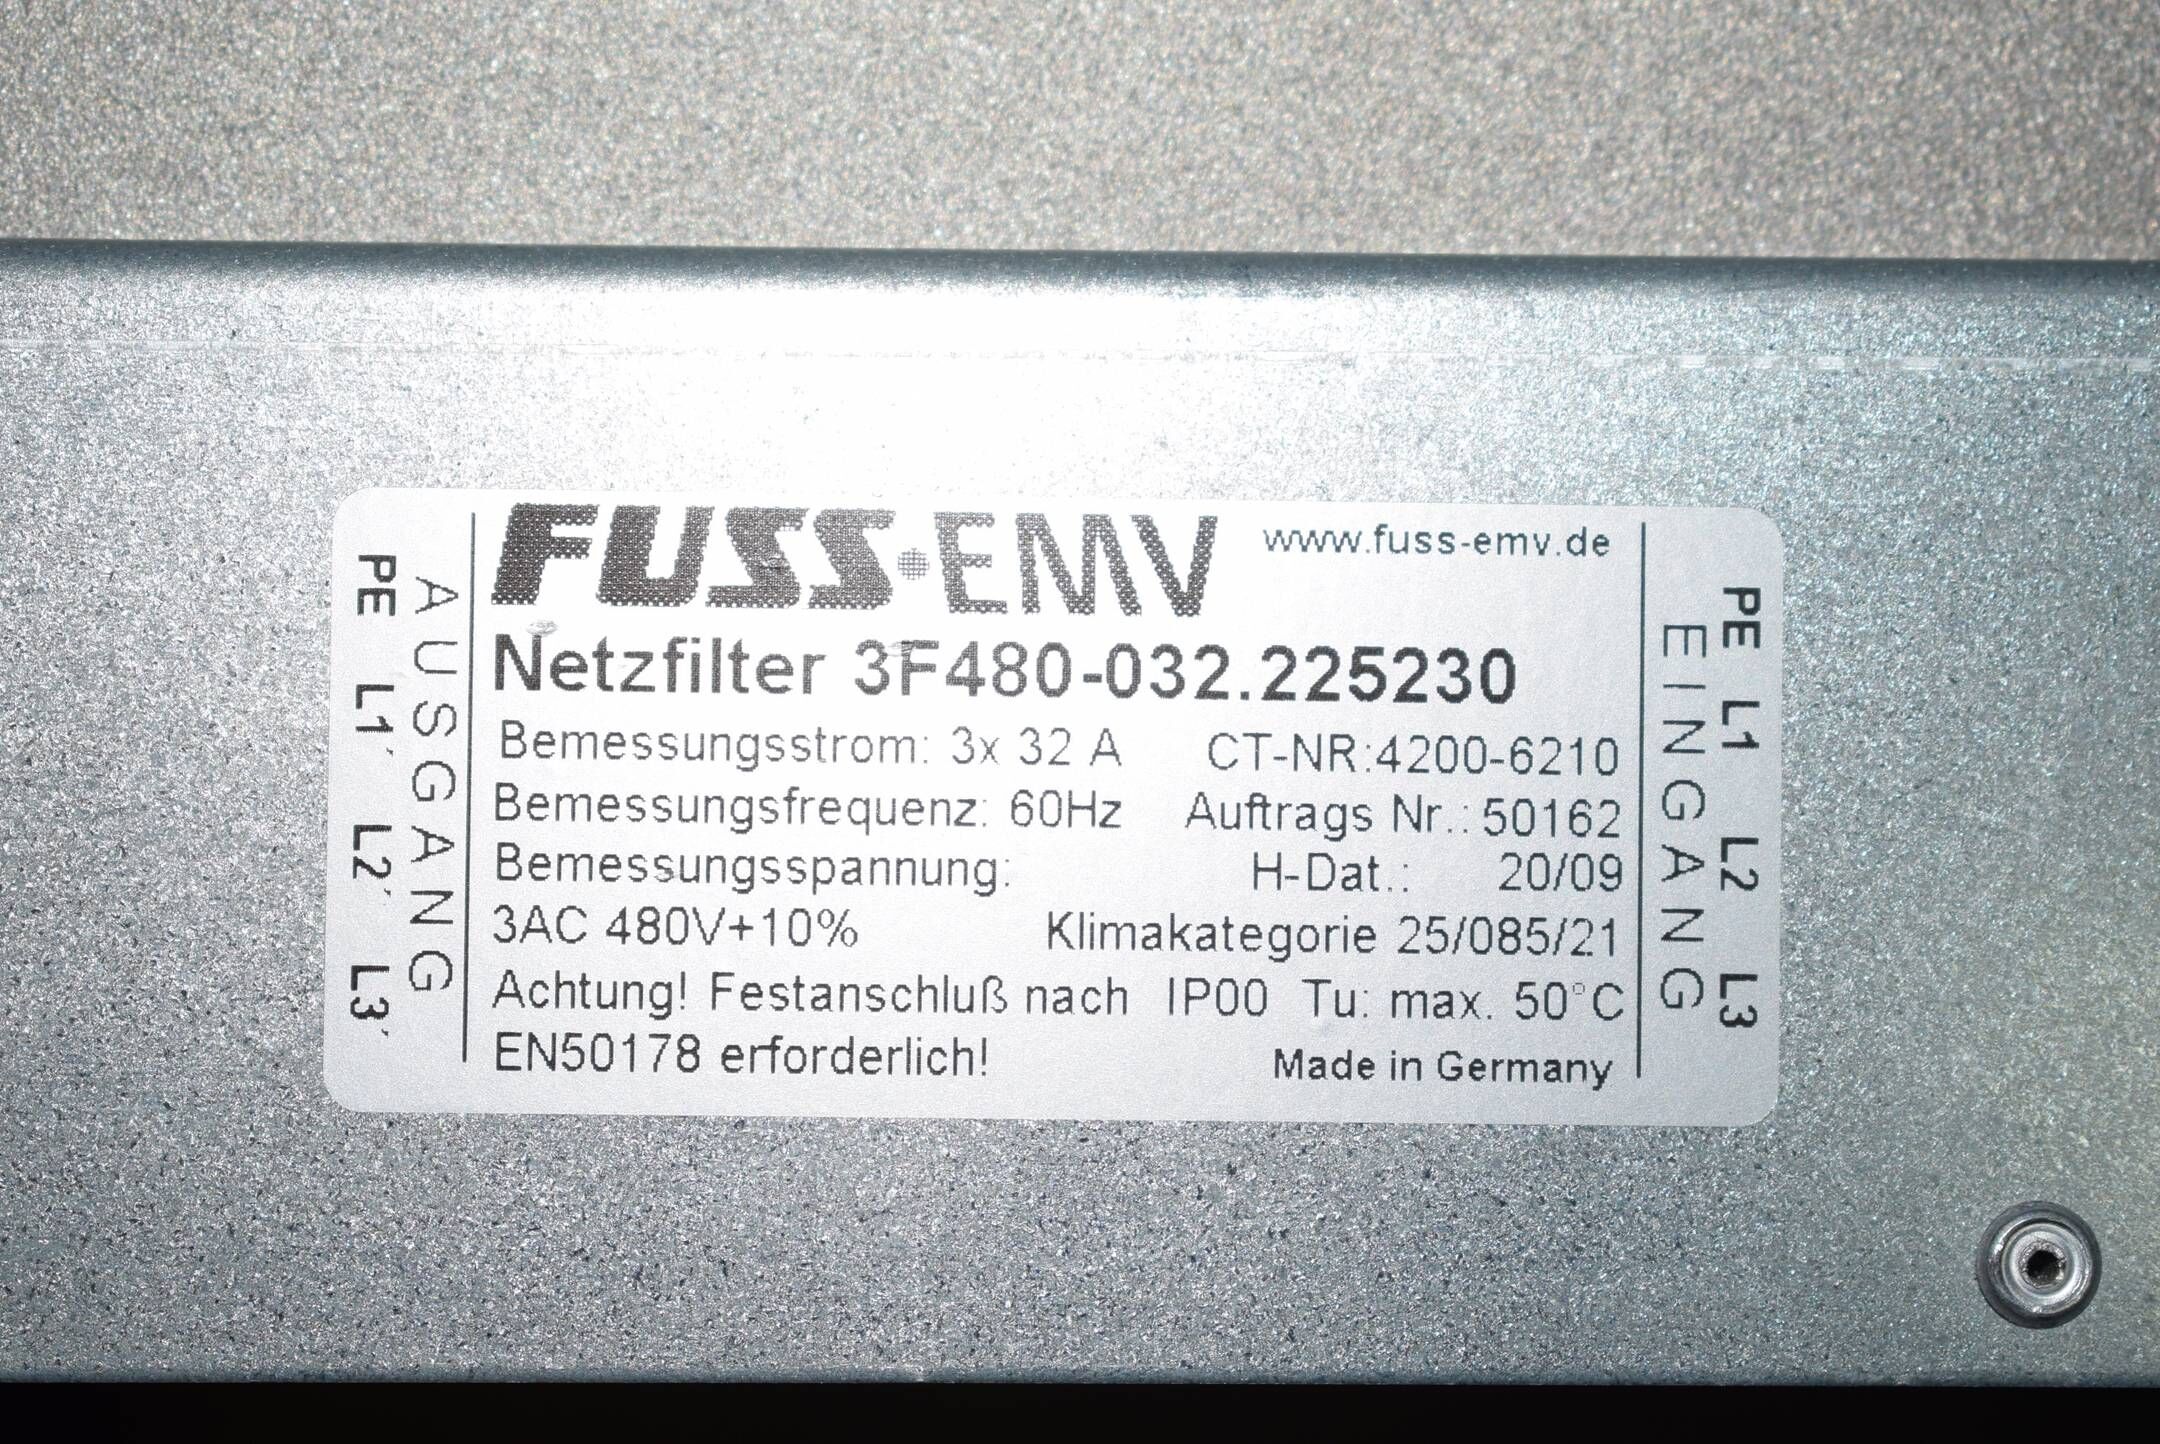 FUSS·EMV www.fuss-emv.de
Netzfilter 3F480-032.225230
Bemessungsstrom: 3x 32 A CT-NR:4200-6210
Bemessungsfrequenz: 60Hz Auftrags Nr.: 50162
Bemessungsspannung: H-Dat.: 20/09
3AC 480V+10% Klimakategorie 25/085/21
Achtung! Festanschluß nach IP00 Tu: max. 50°C
EN50178 erforderlich! Made in Germany
AUSGANG
PE L1' L2' L3'
PE L1 L2 L3
EINGANG